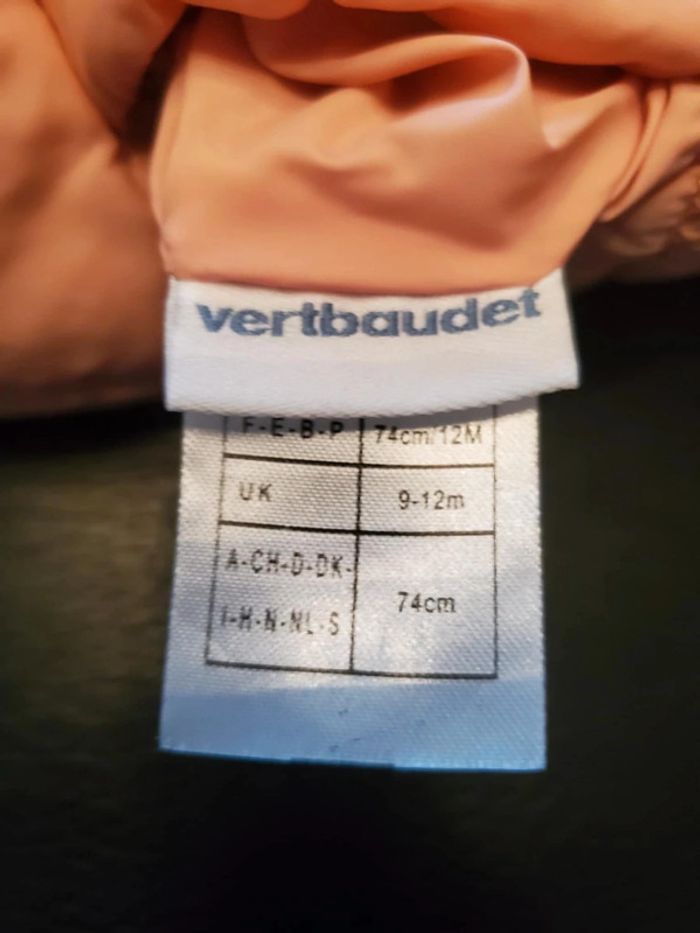 vertbaudet
F-E-B-P 74cm/12M
UK 9-12m
A-CH-D-DK-
I-H-N-NL-S
74cm